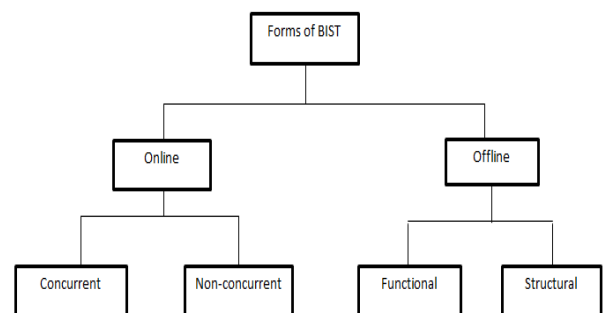 Forms of BIST
Online
Offline
Concurrent
Non-concurrent
Functional
Structural